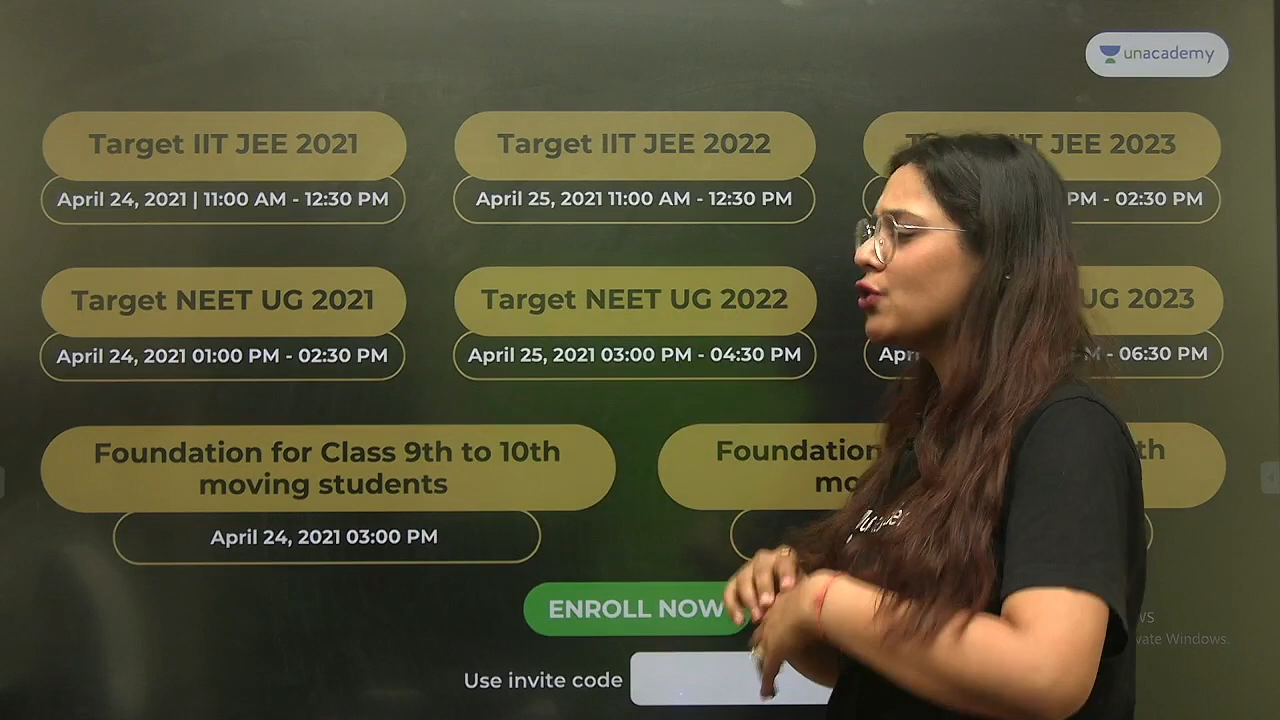 unacademy
Target IIT JEE 2021
Target IIT JEE 2022
JEE 2023
April 24, 2021 | 11:00 AM - 12:30 PM
April 25, 2021 11:00 AM - 12:30 PM
PM - 02:30 PM
Target NEET UG 2021
Target NEET UG 2022
UG 2023
April 24, 2021 01:00 PM - 02:30 PM
April 25, 2021 03:00 PM - 04:30 PM
- 06:30 PM
Foundation for Class 9th to 10th
moving students
Foundation
April 24, 2021 03:00 PM
ENROLL NOW
Use invite code
Windows.